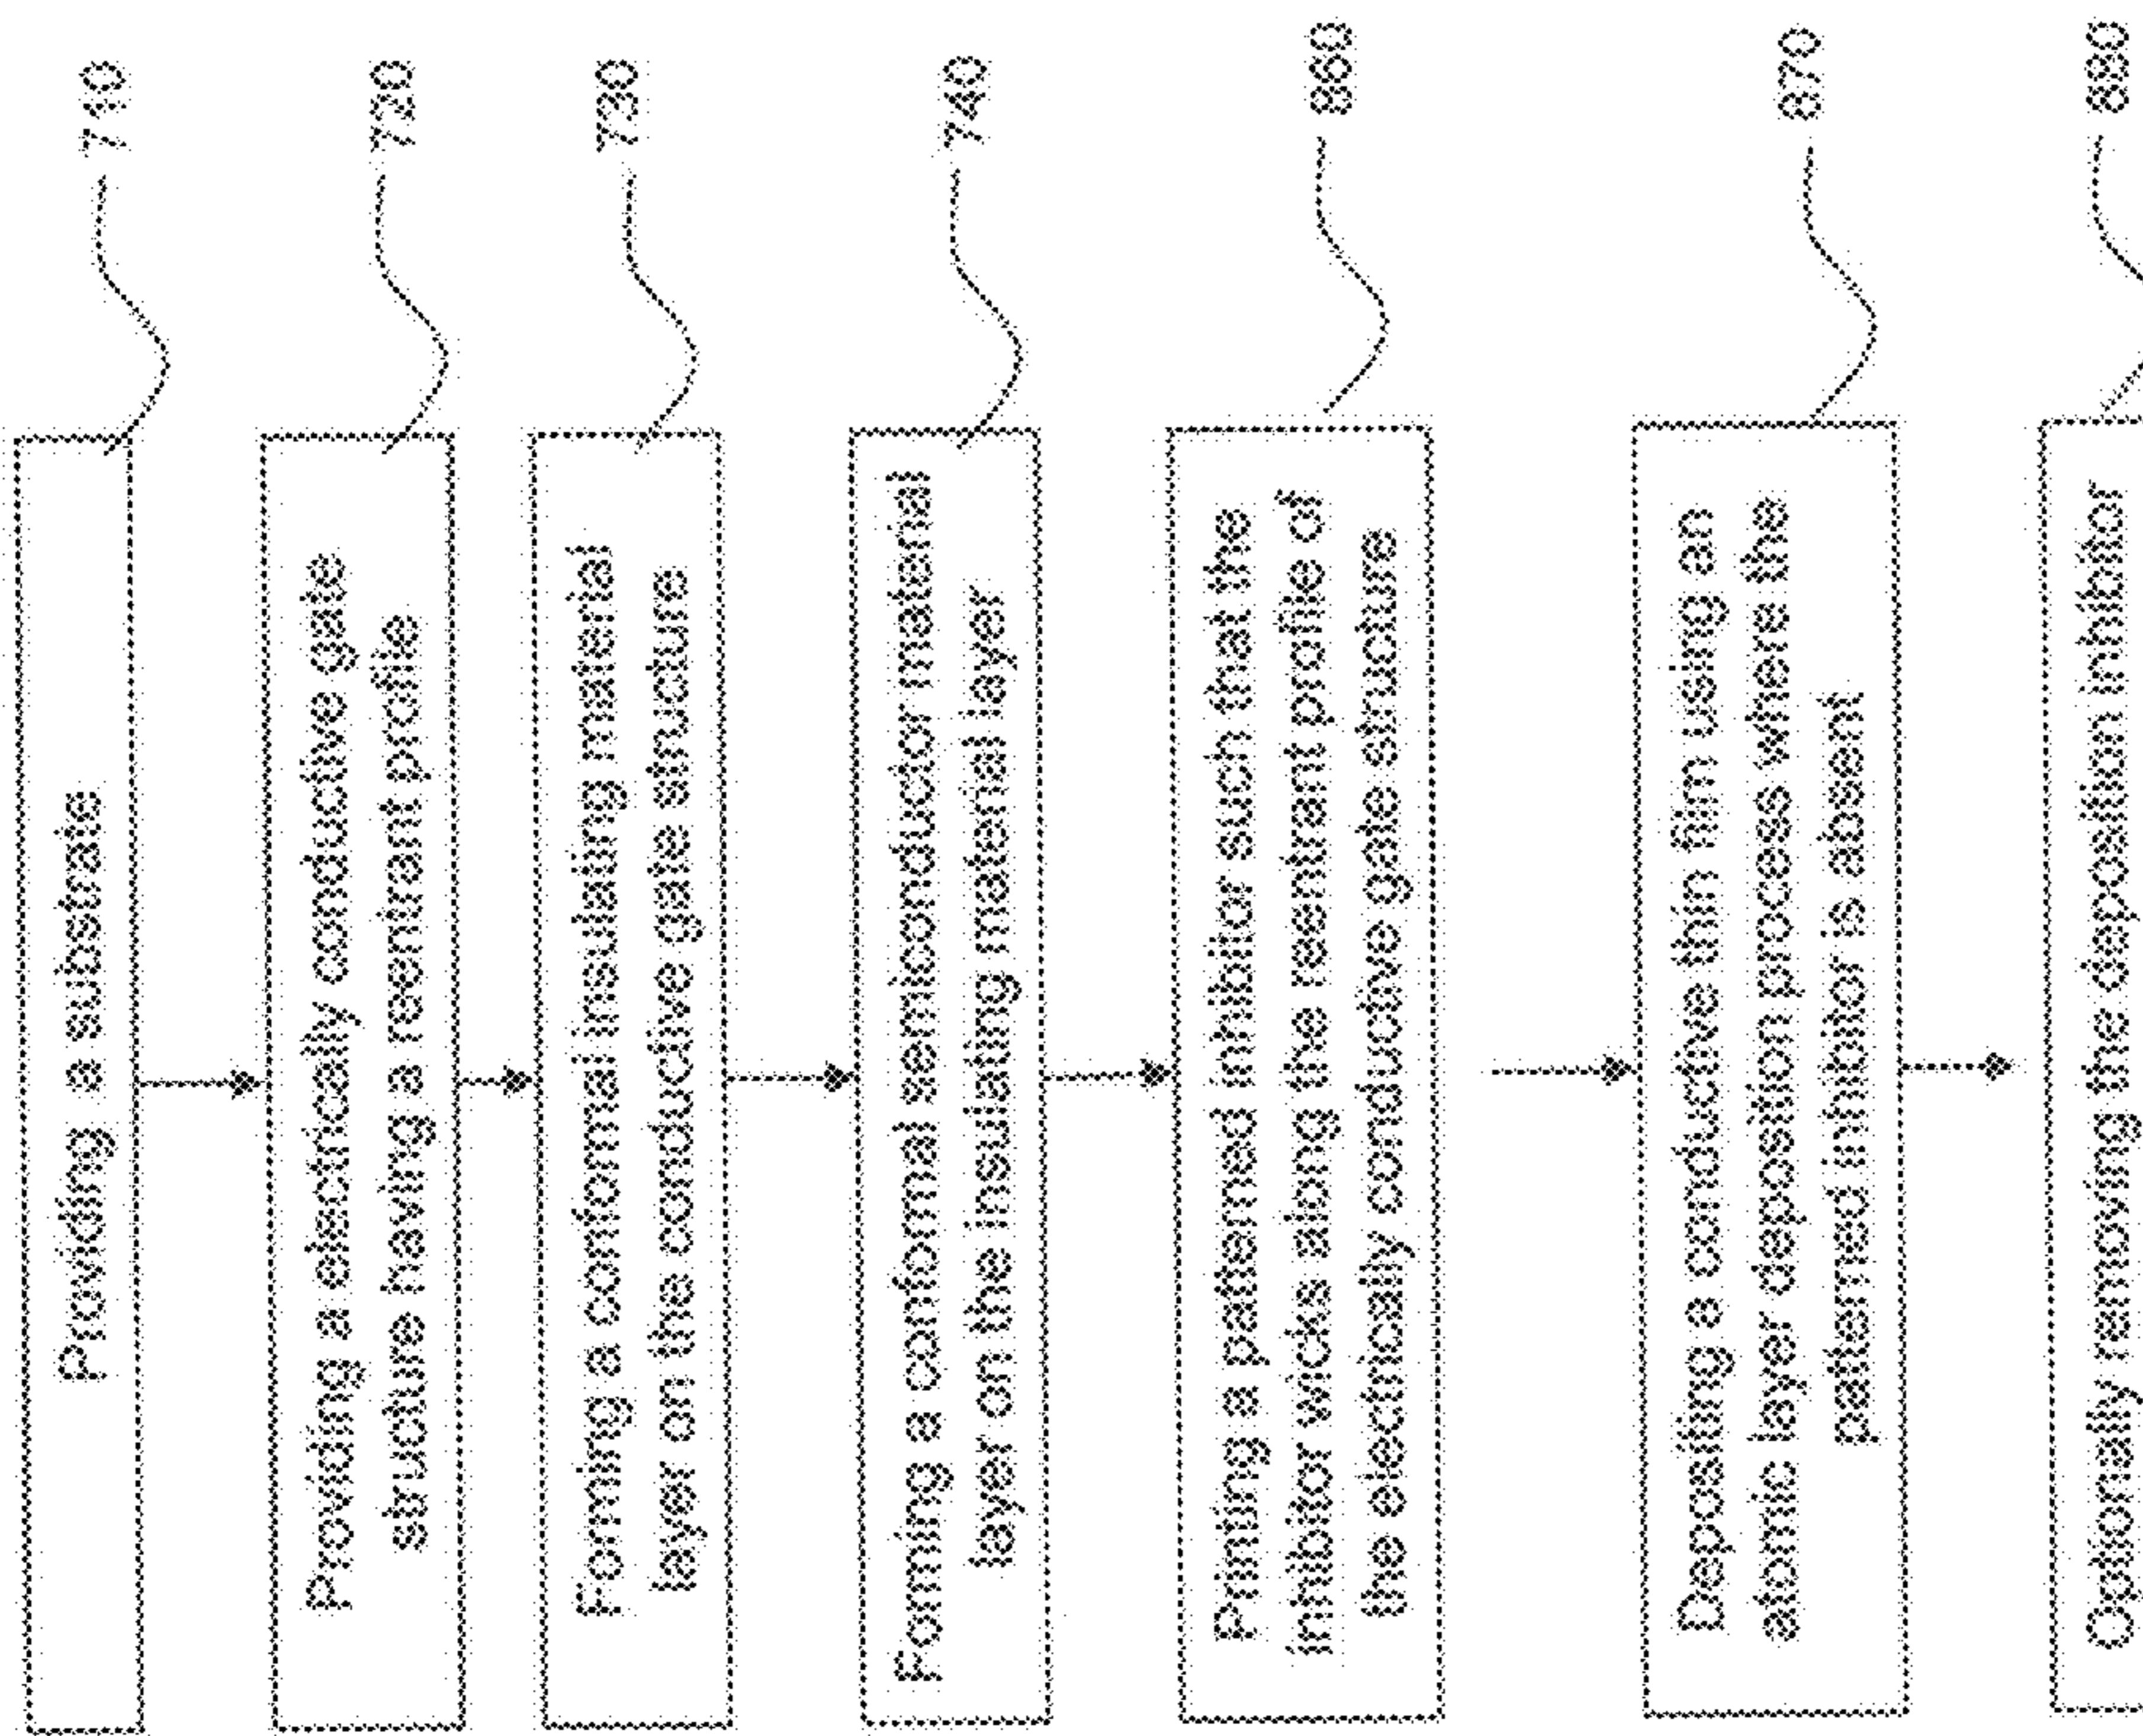 Providing a substrate
710
Providing a electrically conductive gate
structure having a reentrant profile
720
Forming a conformal insulating material
layer on the conductive gate structure
730
Forming a conformal semiconductor material
layer on the insulating material layer
740
Printing a patterned inhibitor such that the
inhibitor wicks along the reentrant profile of
the electrically conductive gate structure
860
Depositing a conductive thin film using an
atomic layer deposition process where the
patterned inhibitor is absent
870
Optionally removing the deposition inhibitor
880